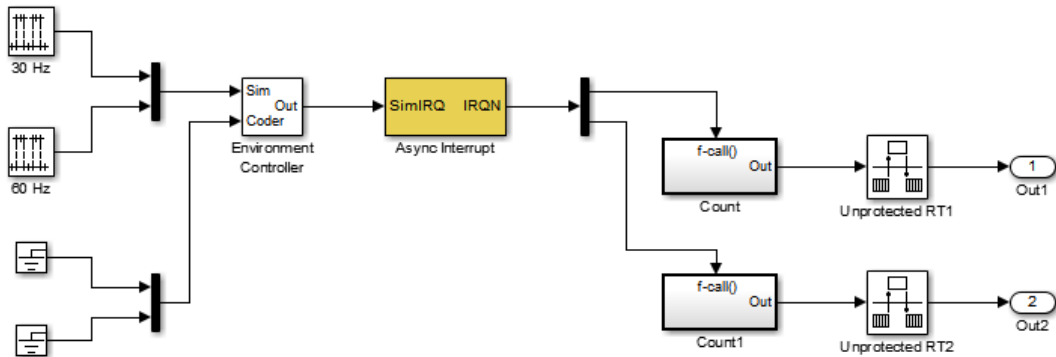 30 Hz
60 Hz
Sim
Out
Coder
Environment
Controller
SimIRQ IRQN
Async Interrupt
f-call()
Out
Count
Unprotected RT1
1
Out1
f-call()
Out
Count1
Unprotected RT2
2
Out2